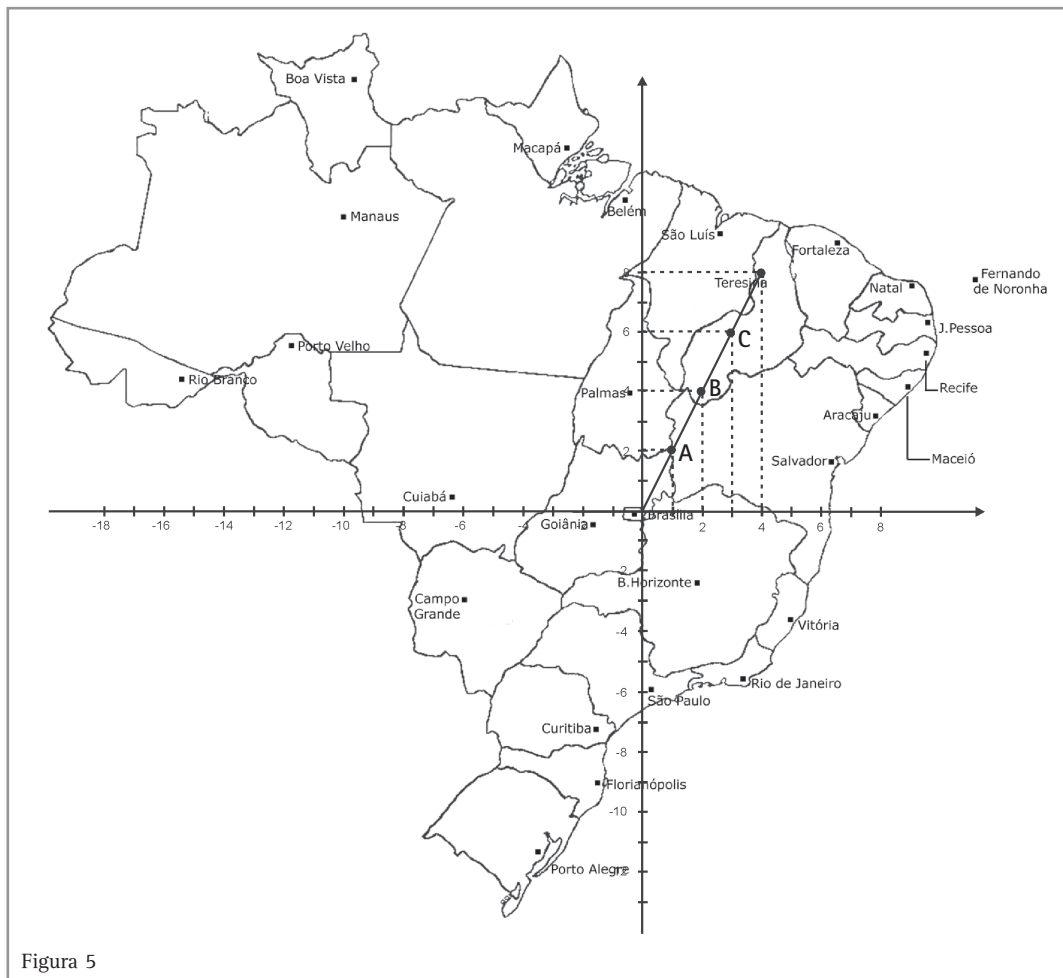 Boa Vista
Macapá
Manaus
Belém
São Luís
Fortaleza
8
Teresina
Fernando
de Noronha
Natal
6
C
J.Pessoa
Porto Velho
Rio Branco
4
Palmas
B
Recife
Aracaju
2
A
Salvador
Maceió
Cuiabá
Goiânia
Brasília
-18
-16
-14
-12
-10
-8
-6
-4
-2
2
4
6
8
-2
B.Horizonte
Campo
Grande
-4
Vitória
-6
São Paulo
Rio de Janeiro
Curitiba
-8
Florianópolis
-10
Porto Alegre
-12
Figura 5